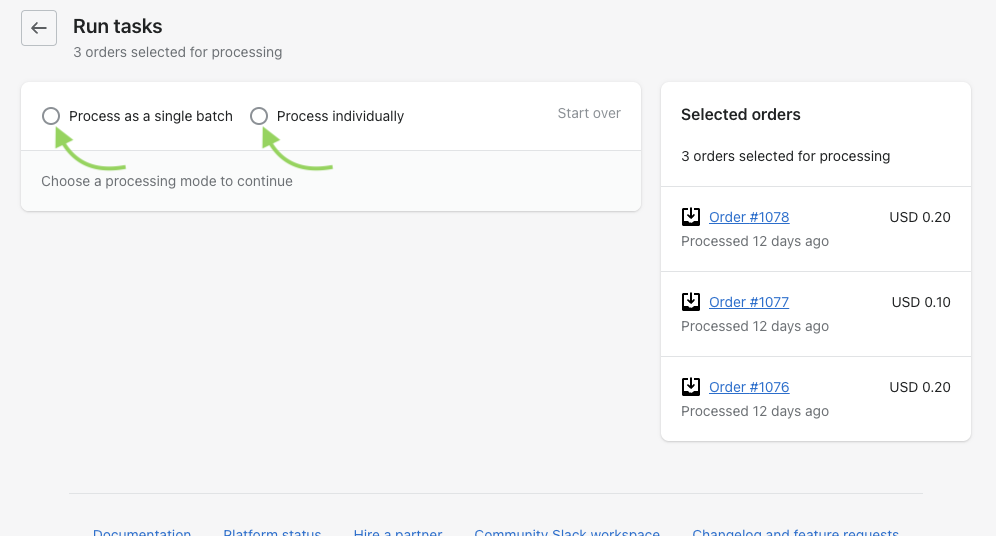 Run tasks
3 orders selected for processing
Process as a single batch
Process individually
Start over
Choose a processing mode to continue
Selected orders
3 orders selected for processing
Order #1078 USD 0.20
Processed 12 days ago
Order #1077 USD 0.10
Processed 12 days ago
Order #1076 USD 0.20
Processed 12 days ago
Documentation Platform status Hire a partner Community Slack workspace Changelog and feature requests